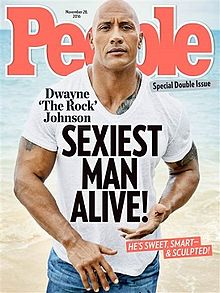 November 28,
2016
People
Special Double Issue
Dwayne
‘The Rock’
Johnson
SEXIEST
MAN
ALIVE!
HE'S SWEET, SMART—
& SCULPTED!